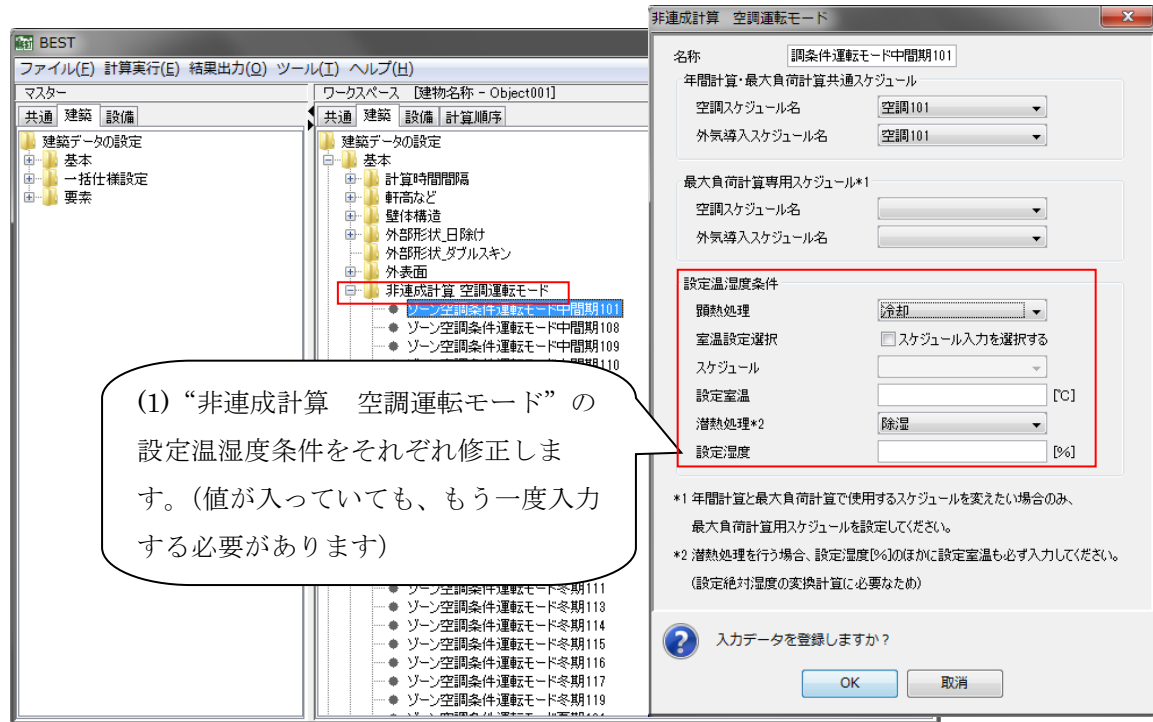 BEST
ファイル(F) 計算実行(E) 結果出力(O) ツール(T) ヘルプ(H)
マスター
共通 建築 設備
建築データの設定
基本
一括仕様設定
要素
ワークスペース [建物名称 - Object001]
共通 建築 設備 計算順序
建築データの設定
基本
計算時間間隔
軒高など
壁体構造
外部形状_日除け
外部形状_ダブルスキン
外表面
非連成計算 空調運転モード
ゾーン空調条件運転モード中間期101
ゾーン空調条件運転モード中間期108
ゾーン空調条件運転モード中間期109
(1) “非連成計算 空調運転モード”の
設定温湿度条件をそれぞれ修正しま
す。(値が入っていても、もう一度入力
する必要があります)
ゾーン空調条件運転モード冬期111
ゾーン空調条件運転モード冬期113
ゾーン空調条件運転モード冬期114
ゾーン空調条件運転モード冬期115
ゾーン空調条件運転モード冬期116
ゾーン空調条件運転モード冬期117
ゾーン空調条件運転モード冬期119
非連成計算 空調運転モード
名称 調条件運転モード中間期101
年間計算・最大負荷計算共通スケジュール
空調スケジュール名 空調101
外気導入スケジュール名 空調101
最大負荷計算専用スケジュール*1
空調スケジュール名
外気導入スケジュール名
設定温湿度条件
顕熱処理 冷却
室温設定選択 スケジュール入力を選択する
スケジュール
設定室温 [℃]
潜熱処理*2 除湿
設定湿度 [%]
*1 年間計算と最大負荷計算で使用するスケジュールを変えたい場合のみ、
最大負荷計算用スケジュールを設定してください。
*2 潜熱処理を行う場合、設定湿度[%]のほかに設定室温も必ず入力してください。
(設定絶対湿度の変換計算に必要なため)
入力データを登録しますか？
OK 取消